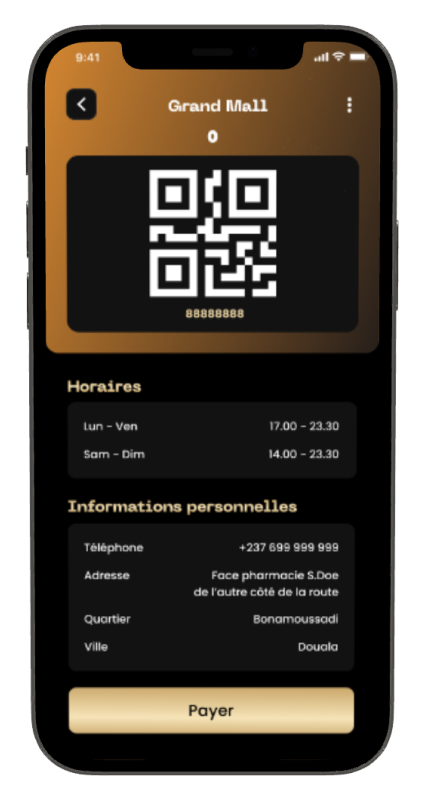 9:41
Grand Mall
0
88888888
Horaires
Lun - Ven 17.00 - 23.30
Sam - Dim 14.00 - 23.30
Informations personnelles
Téléphone +237 699 999 999
Adresse Face pharmacie S.Doe
de l'autre côté de la route
Quartier Bonamoussadi
Ville Douala
Payer